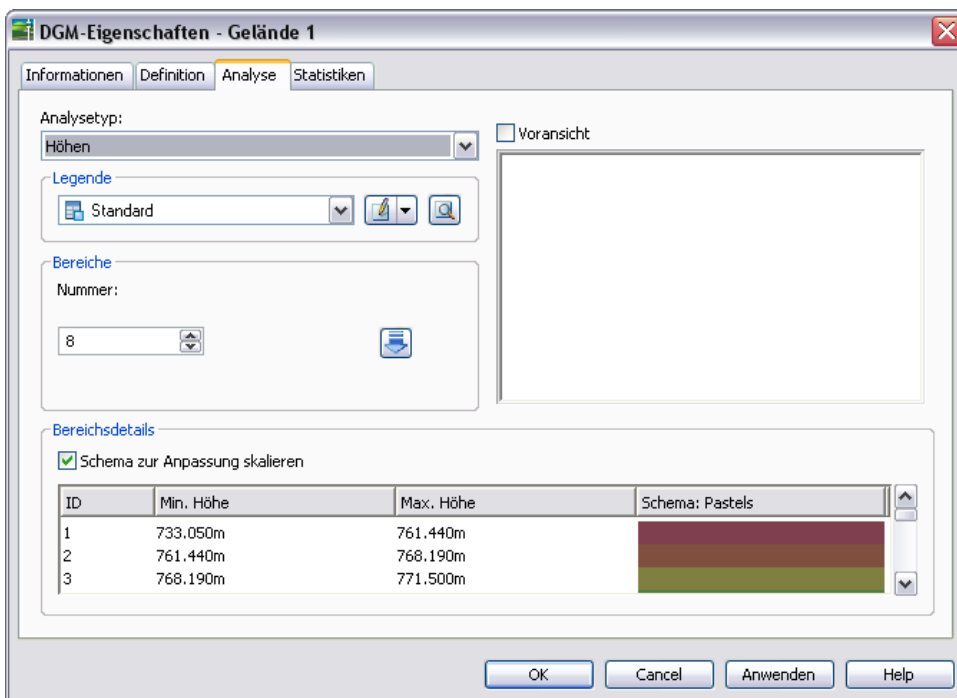 DGM-Eigenschaften - Gelände 1
Informationen Definition Analyse Statistiken
Analysetyp:
Höhen
Voransicht
Legende
Standard
Bereiche
Nummer:
8
Bereichsdetails
Schema zur Anpassung skalieren
ID Min. Höhe Max. Höhe Schema: Pastels
1 733.050m 761.440m
2 761.440m 768.190m
3 768.190m 771.500m
OK Cancel Anwenden Help